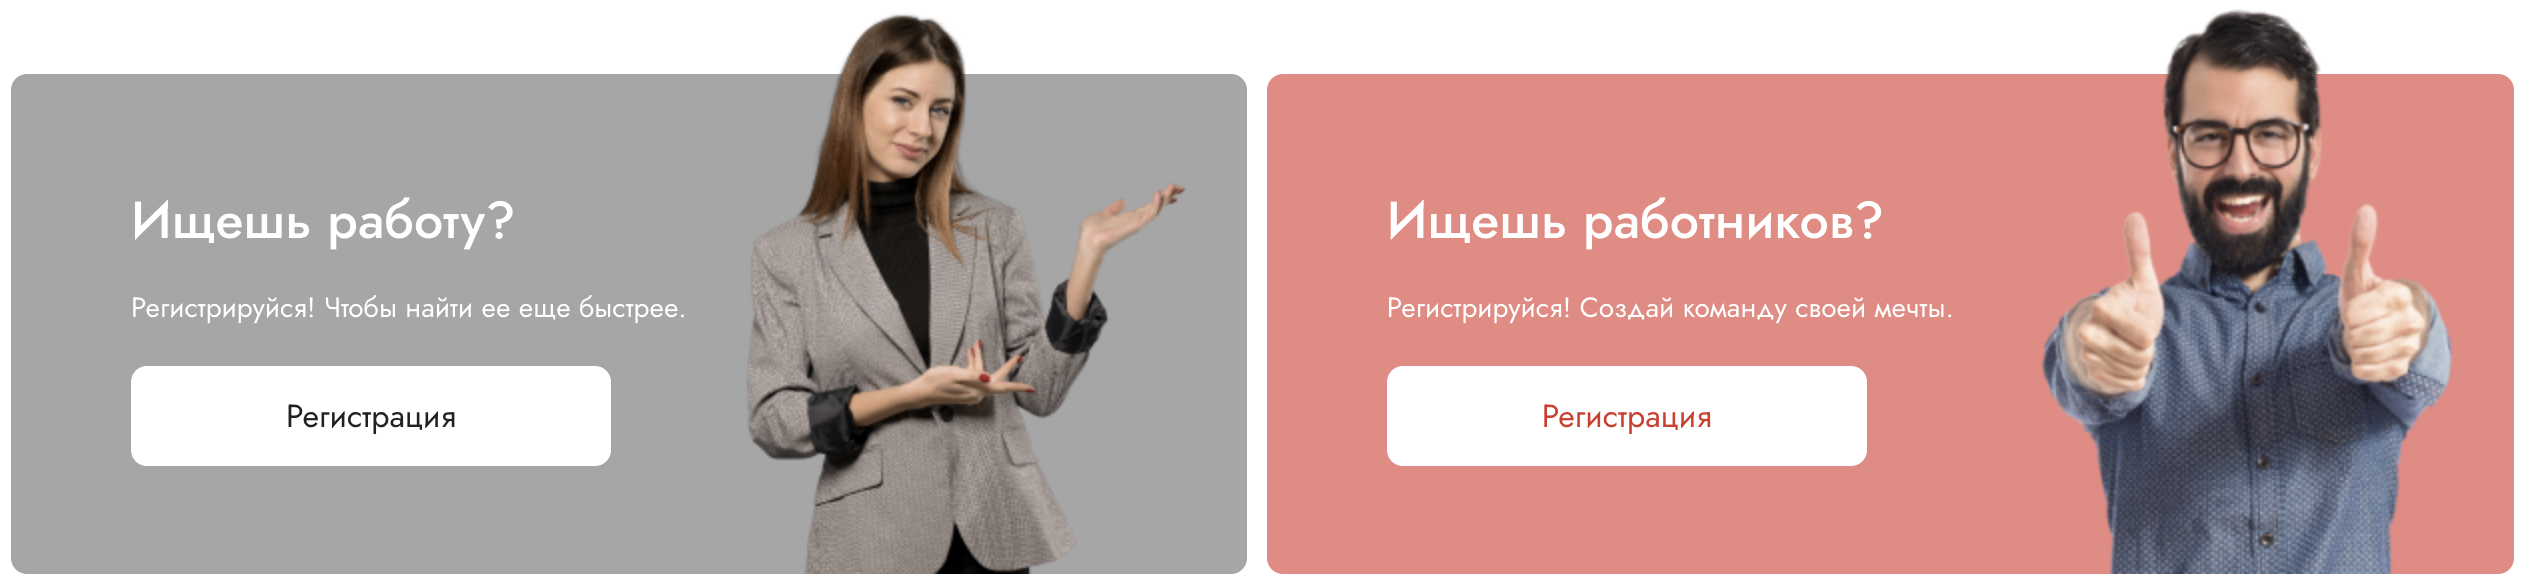 Ищешь работу?
Регистрируйся! Чтобы найти ее еще быстрее.
Регистрация
Ищешь работников?
Регистрируйся! Создай команду своей мечты.
Регистрация